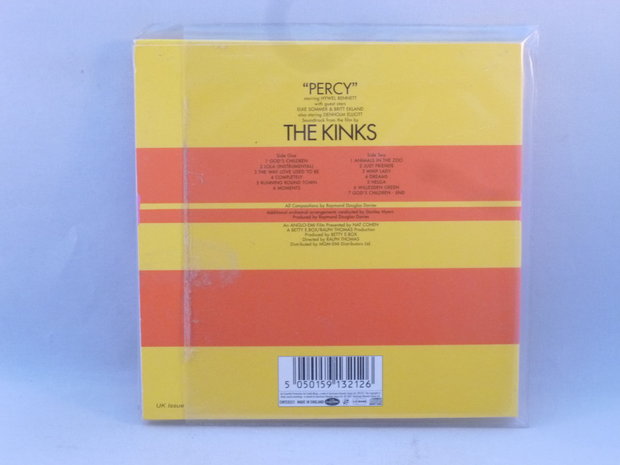 "PERCY"
starring HYWEL BENNETT
with guest stars
ELKE SOMMER & BRITT EKLAND
also starring DENHOLM ELLIOTT
Soundtrack from the film by
THE KINKS
Side One
1 GOD'S CHILDREN
2 LOLA (INSTRUMENTAL)
3 THE WAY LOVE USED TO BE
4 COMPLETELY
5 RUNNING ROUND TOWN
6 MOMENTS
Side Two
1 ANIMALS IN THE ZOO
2 JUST FRIENDS
3 WHIP LADY
4 DREAMS
5 HELGA
6 WILLESDEN GREEN
7 GOD'S CHILDREN - END
All Compositions by Raymond Douglas Davies
Additional orchestral arrangements conducted by Stanley Myers
Produced by Raymond Douglas Davies
An ANGLO-EMI Film Presented by NAT COHEN
A BETTY E.BOX/RALPH THOMAS Production
Produced by BETTY E.BOX
Directed by RALPH THOMAS
Distributed by MGM-EMI Distributors Ltd
5 050159 132126
MADE IN ENGLAND
UK Issue